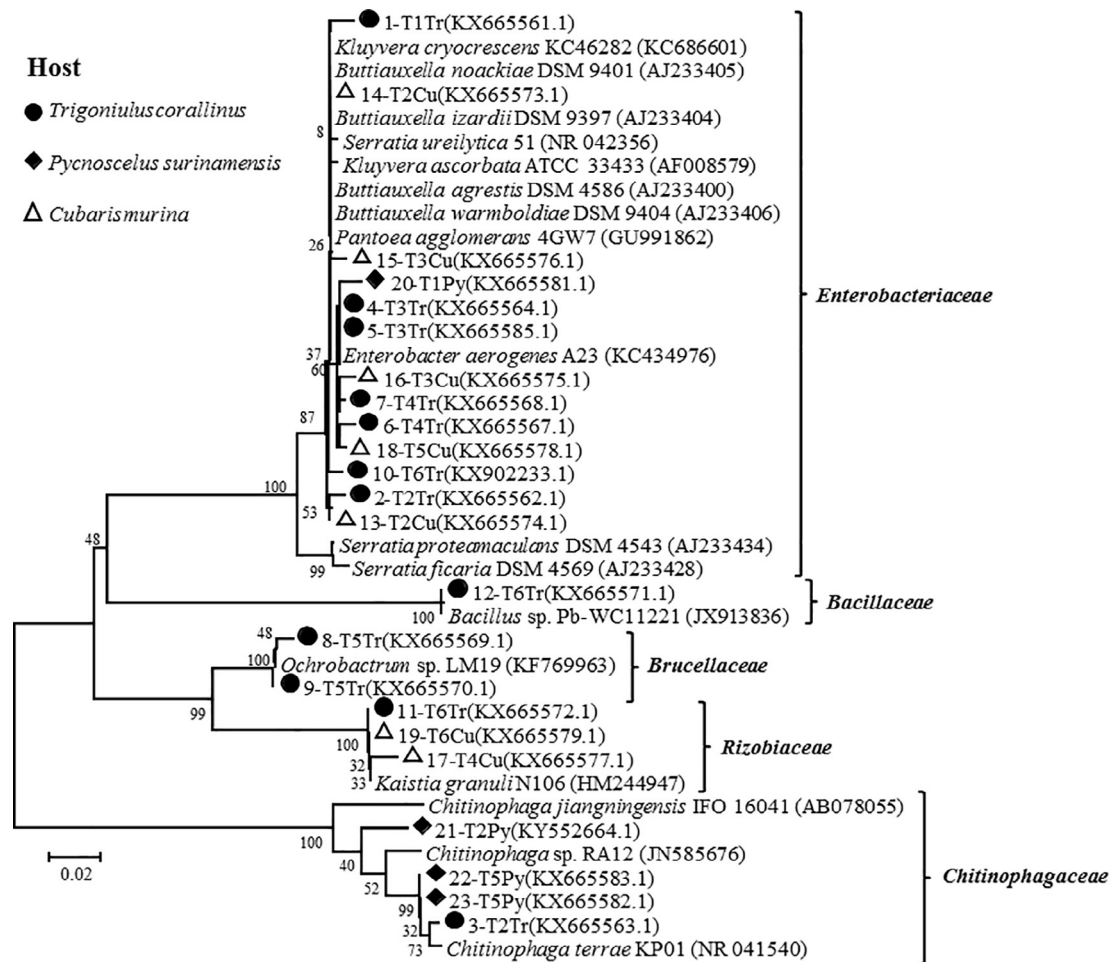 Host
Trigoniulus corallinus
Pycnoscelus surinamensis
Cubaris murina
1-T1Tr(KX665561.1)
Kluyvera cryocrescens KC46282 (KC686601)
Buttiauxella noackiae DSM 9401 (AJ233405)
14-T2Cu(KX665573.1)
Buttiauxella izardii DSM 9397 (AJ233404)
8
Serratia ureilytica 51 (NR 042356)
Kluyvera ascorbata ATCC 33433 (AF008579)
Buttiauxella agrestis DSM 4586 (AJ233400)
Buttiauxella warmboldiae DSM 9404 (AJ233406)
Pantoea agglomerans 4GW7 (GU991862)
26
15-T3Cu(KX665576.1)
20-T1Py(KX665581.1)
Enterobacteriaceae
4-T3Tr(KX665564.1)
5-T3Tr(KX665585.1)
37
Enterobacter aerogenes A23 (KC434976)
60
16-T3Cu(KX665575.1)
7-T4Tr(KX665568.1)
87
6-T4Tr(KX665567.1)
18-T5Cu(KX665578.1)
10-T6Tr(KX902233.1)
100
2-T2Tr(KX665562.1)
53
13-T2Cu(KX665574.1)
48
Serratia proteamaculans DSM 4543 (AJ233434)
99
Serratia ficaria DSM 4569 (AJ233428)
12-T6Tr(KX665571.1)
Bacillaceae
100
Bacillus sp. Pb-WC11221 (JX913836)
48
8-T5Tr(KX665569.1)
100
Ochrobactrum sp. LM19 (KF769963)
Brucellaceae
9-T5Tr(KX665570.1)
99
11-T6Tr(KX665572.1)
19-T6Cu(KX665579.1)
100
Rizobiaceae
17-T4Cu(KX665577.1)
32
33
Kaistia granuli N106 (HM244947)
Chitinophaga jiangningensis IFO 16041 (AB078055)
21-T2Py(KY552664.1)
100
Chitinophaga sp. RA12 (JN585676)
40
0.02
22-T5Py(KX665583.1)
Chitinophagaceae
52
23-T5Py(KX665582.1)
99
3-T2Tr(KX665563.1)
32
Chitinophaga terrae KP01 (NR 041540)
73